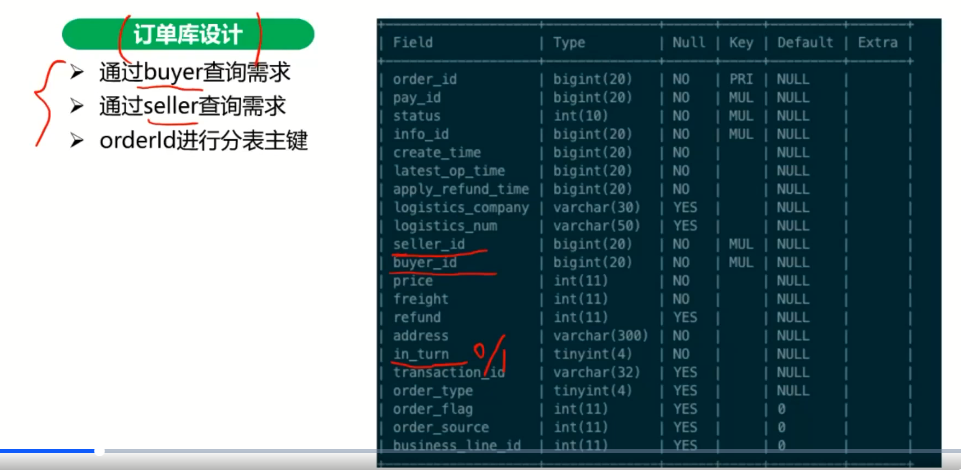 订单库设计
➢ 通过buyer查询需求
➢ 通过seller查询需求
➢ orderId进行分表主键
| Field | Type | Null | Key | Default | Extra |
| order_id | bigint(20) | NO | PRI | NULL | |
| pay_id | bigint(20) | NO | MUL | NULL | |
| status | int(10) | NO | MUL | NULL | |
| info_id | bigint(20) | NO | MUL | NULL | |
| create_time | bigint(20) | NO | | NULL | |
| latest_op_time | bigint(20) | NO | | NULL | |
| apply_refund_time | bigint(20) | NO | | NULL | |
| logistics_company | varchar(30) | YES | | NULL | |
| logistics_num | varchar(50) | YES | | NULL | |
| seller_id | bigint(20) | NO | MUL | NULL | |
| buyer_id | bigint(20) | NO | MUL | NULL | |
| price | int(11) | NO | | NULL | |
| freight | int(11) | NO | | NULL | |
| refund | int(11) | YES | | NULL | |
| address | varchar(300) | NO | | NULL | |
| in_turn | tinyint(4) | NO | | NULL | |
0/1
| transaction_id | varchar(32) | YES | | NULL | |
| order_type | tinyint(4) | YES | | NULL | |
| order_flag | int(11) | YES | | 0 | |
| order_source | int(11) | YES | | 0 | |
| business_line_id | int(11) | YES | | 0 | |